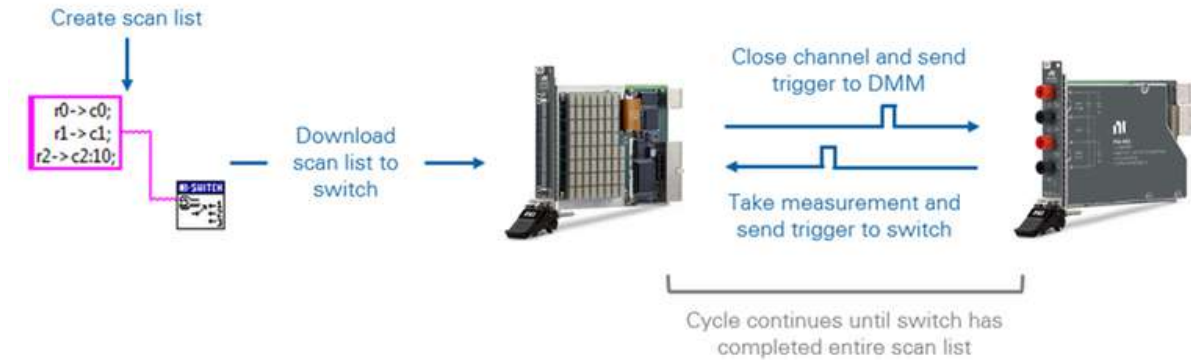 Create scan list
r0->c0;
r1->c1;
r2->c2:10;
NI-SWITCH
Download
scan list to
switch
Close channel and send
trigger to DMM
Take measurement and
send trigger to switch
Cycle continues until switch has
completed entire scan list